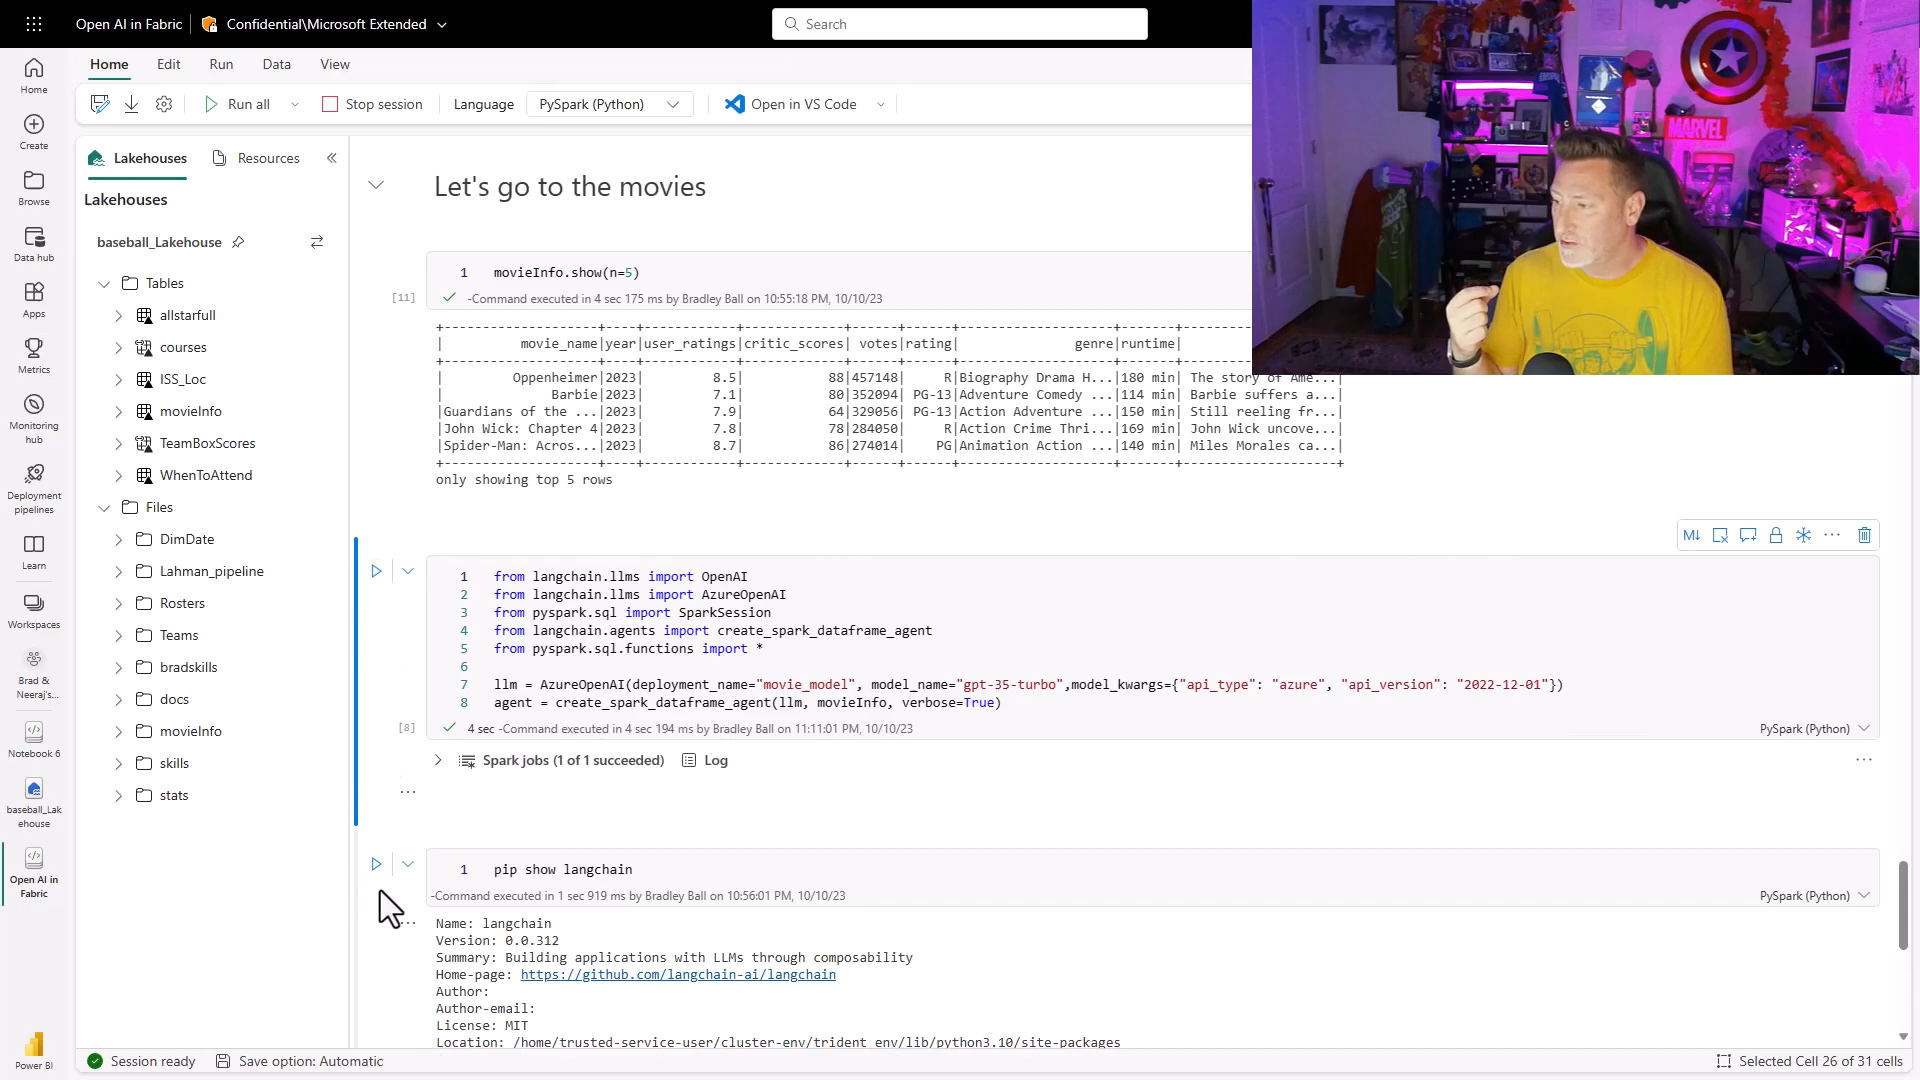 Open AI in Fabric
Confidential\Microsoft Extended
Search
Home
Edit
Run
Data
View
Run all
Stop session
Language
PySpark (Python)
Open in VS Code
Home
Create
Browse
Data hub
Apps
Metrics
Monitoring
hub
Deployment
pipelines
Learn
Workspaces
Brad &
Neeraj's...
Notebook 6
baseball_Lak
ehouse
Open AI in
Fabric
Power BI
Lakehouses
Resources
Lakehouses
baseball_Lakehouse
Tables
allstarfull
courses
ISS_Loc
movieInfo
TeamBoxScores
WhenToAttend
Files
DimDate
Lahman_pipeline
Rosters
Teams
bradskills
docs
movieInfo
skills
stats
Let's go to the movies
1 movieInfo.show(n=5)
[11] -Command executed in 4 sec 175 ms by Bradley Ball on 10:55:18 PM, 10/10/23
| movie_name|year|user_ratings|critic_scores| votes|rating| genre|runtime|
| Oppenheimer|2023| 8.5| 88|457148| R|Biography Drama H...|180 min| The story of Ame...|
| Barbie|2023| 7.1| 80|352094| PG-13|Adventure Comedy ...|114 min| Barbie suffers a...|
|Guardians of the ...|2023| 7.9| 64|329056| PG-13|Action Adventure ...|150 min| Still reeling fr...|
|John Wick: Chapter 4|2023| 7.8| 78|284050| R|Action Crime Thri...|169 min| John Wick uncove...|
|Spider-Man: Acros...|2023| 8.7| 86|274014| PG|Animation Action ...|140 min| Miles Morales ca...|
only showing top 5 rows
1 from langchain.llms import OpenAI
2 from langchain.llms import AzureOpenAI
3 from pyspark.sql import SparkSession
4 from langchain.agents import create_spark_dataframe_agent
5 from pyspark.sql.functions import *
6
7 llm = AzureOpenAI(deployment_name="movie_model", model_name="gpt-35-turbo",model_kwargs={"api_type": "azure", "api_version": "2022-12-01"})
8 agent = create_spark_dataframe_agent(llm, movieInfo, verbose=True)
[8] 4 sec -Command executed in 4 sec 194 ms by Bradley Ball on 11:11:01 PM, 10/10/23 PySpark (Python)
Spark jobs (1 of 1 succeeded) Log
1 pip show langchain
-Command executed in 1 sec 919 ms by Bradley Ball on 10:56:01 PM, 10/10/23 PySpark (Python)
Name: langchain
Version: 0.0.312
Summary: Building applications with LLMs through composability
Home-page: https://github.com/langchain-ai/langchain
Author:
Author-email:
License: MIT
Location: /home/trusted-service-user/cluster-env/trident_env/lib/python3.10/site-packages
Session ready
Save option: Automatic
Selected Cell 26 of 31 cells
MARVEL